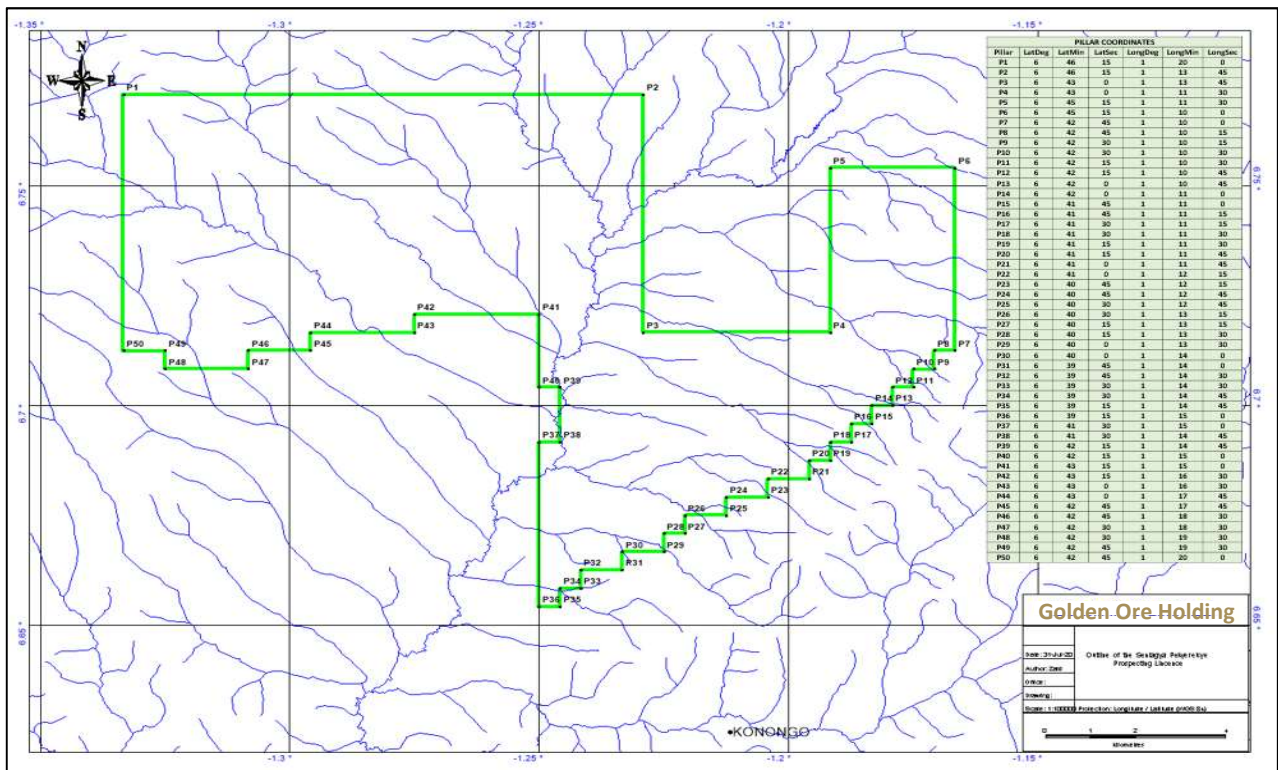 -1.35 °
-1.3 °
-1.25 °
-1.2 °
-1.15 °
N
W E
S
P1
P2
P5
P6
6.75 °
6.75 °
P42
P41
P44
P43
P3
P4
P50
P49
P46
P45
P8
P7
P48
P47
P10
P9
P40
P39
P12
P11
P14
P13
6.7 °
6.7 °
P16
P15
P37
P38
P18
P17
P20
P19
P22
P21
P24
P23
P26
P25
P28
P27
P30
P29
P32
P31
P34
P33
P36
P35
6.65 °
6.65 °
KONONGO
-1.3 °
-1.25 °
-1.2 °
-1.15 °
PILLAR COORDINATES
Pillar LatDeg LatMin LatSec LongDeg LongMin LongSec
P1 6 46 15 1 20 0
P2 6 46 15 1 13 45
P3 6 43 0 1 13 45
P4 6 43 0 1 11 30
P5 6 45 15 1 11 30
P6 6 45 15 1 10 0
P7 6 42 45 1 10 0
P8 6 42 45 1 10 15
P9 6 42 30 1 10 15
P10 6 42 30 1 10 30
P11 6 42 15 1 10 30
P12 6 42 15 1 10 45
P13 6 42 0 1 10 45
P14 6 42 0 1 11 0
P15 6 41 45 1 11 0
P16 6 41 45 1 11 15
P17 6 41 30 1 11 15
P18 6 41 30 1 11 30
P19 6 41 15 1 11 30
P20 6 41 15 1 11 45
P21 6 41 0 1 11 45
P22 6 41 0 1 12 15
P23 6 40 45 1 12 15
P24 6 40 45 1 12 45
P25 6 40 30 1 12 45
P26 6 40 30 1 13 15
P27 6 40 15 1 13 15
P28 6 40 15 1 13 30
P29 6 40 0 1 13 30
P30 6 40 0 1 14 0
P31 6 39 45 1 14 0
P32 6 39 45 1 14 30
P33 6 39 30 1 14 30
P34 6 39 30 1 14 45
P35 6 39 15 1 14 45
P36 6 39 15 1 15 0
P37 6 41 30 1 15 0
P38 6 41 30 1 14 45
P39 6 42 15 1 14 45
P40 6 42 15 1 15 0
P41 6 43 15 1 15 0
P42 6 43 15 1 16 30
P43 6 43 0 1 16 30
P44 6 43 0 1 17 45
P45 6 42 45 1 17 45
P46 6 42 45 1 18 30
P47 6 42 30 1 18 30
P48 6 42 30 1 19 30
P49 6 42 45 1 19 30
P50 6 42 45 1 20 0
Golden Ore Holding
Outline of the
Prospecting Licence
Author:
Office:
Drawing:
Projection: Longitude / Latitude
0 1 2 4
kilometres